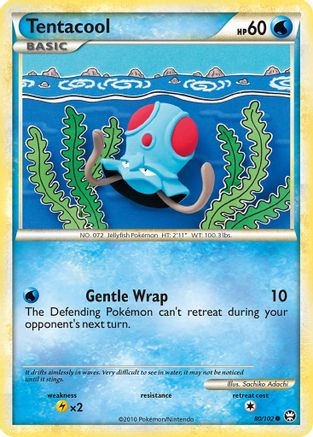 Tentacool
HP60
BASIC
NO. 072 Jellyfish Pokémon HT: 2'11" WT: 100.3 lbs.
Gentle Wrap 10
The Defending Pokémon can't retreat during your
opponent's next turn.
It drifts aimlessly in waves. Very difficult to see in water, it may not be noticed
until it stings.
Illus. Sachiko Adachi
weakness resistance retreat cost
×2
80/102
©2010 Pokémon/Nintendo